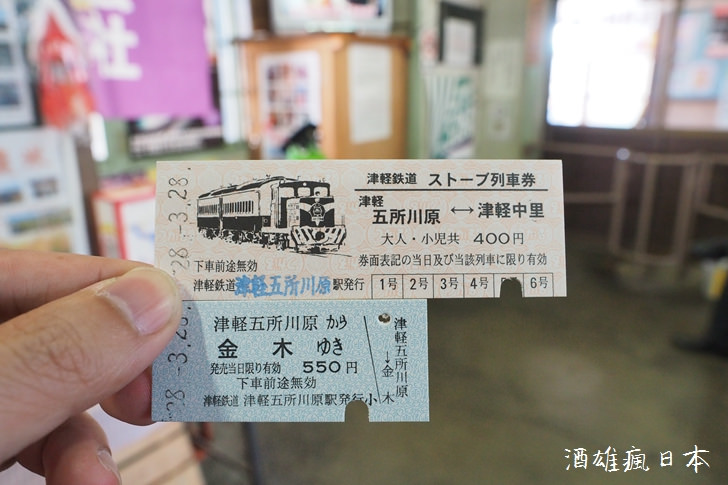 社
28.-3.28.
津軽鉄道 ストーブ列車券
津軽
五所川原 ↔ 津軽中里
大人・小児共 400円
券面表記の当日及び当該列車に限り有効
下車前途無効
津軽鉄道 津軽五所川原 駅発行
1号 2号 3号 4号 6号
28.-3.28.
津軽五所川原 から
金木 ゆき
発売当日限り有効 550円
下車前途無効
津軽鉄道 津軽五所川原駅発行 小
津軽五所川原→金木
酒雄瘋日本